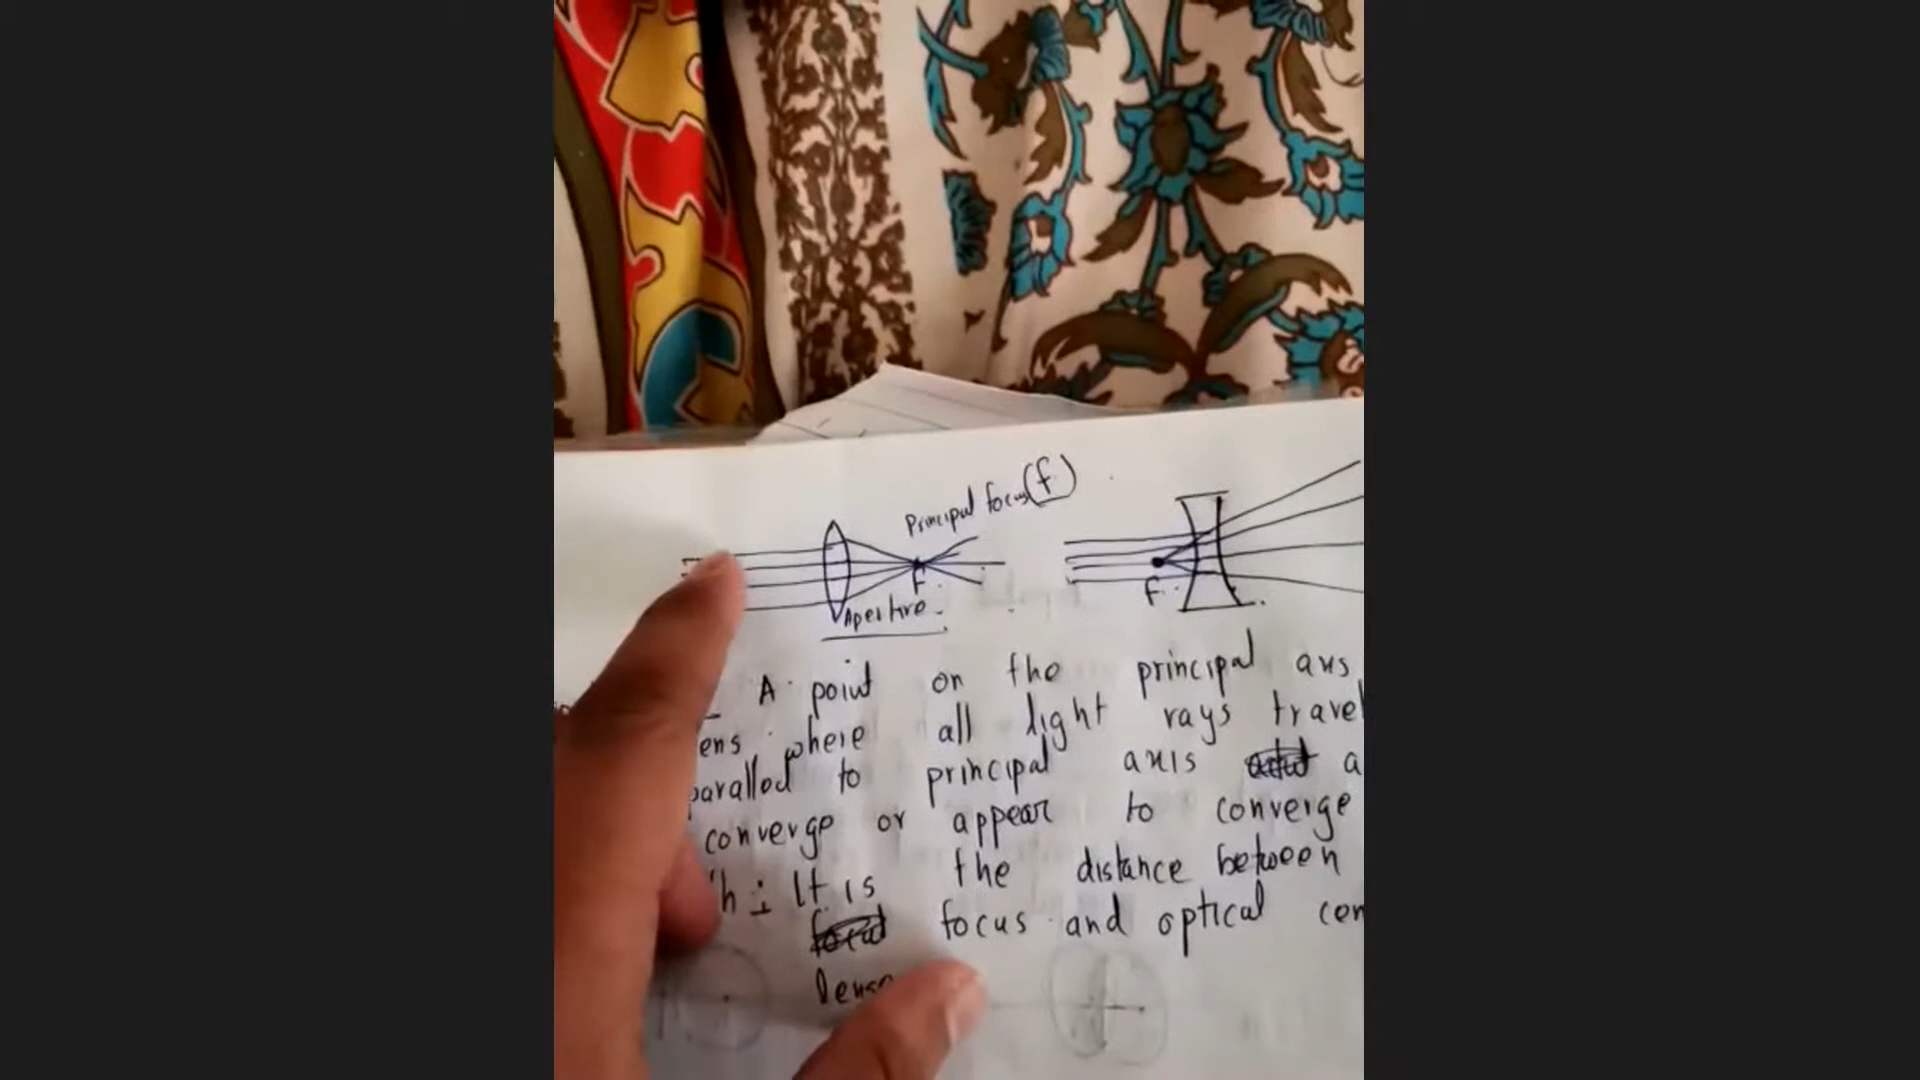 Principal focus (f)
F
F
Aperture
A point on the principal axis
ens where all light rays travel
parallel to principal axis a
converge or appear to converge
h :- It is the distance between
focus and optical cen
lense